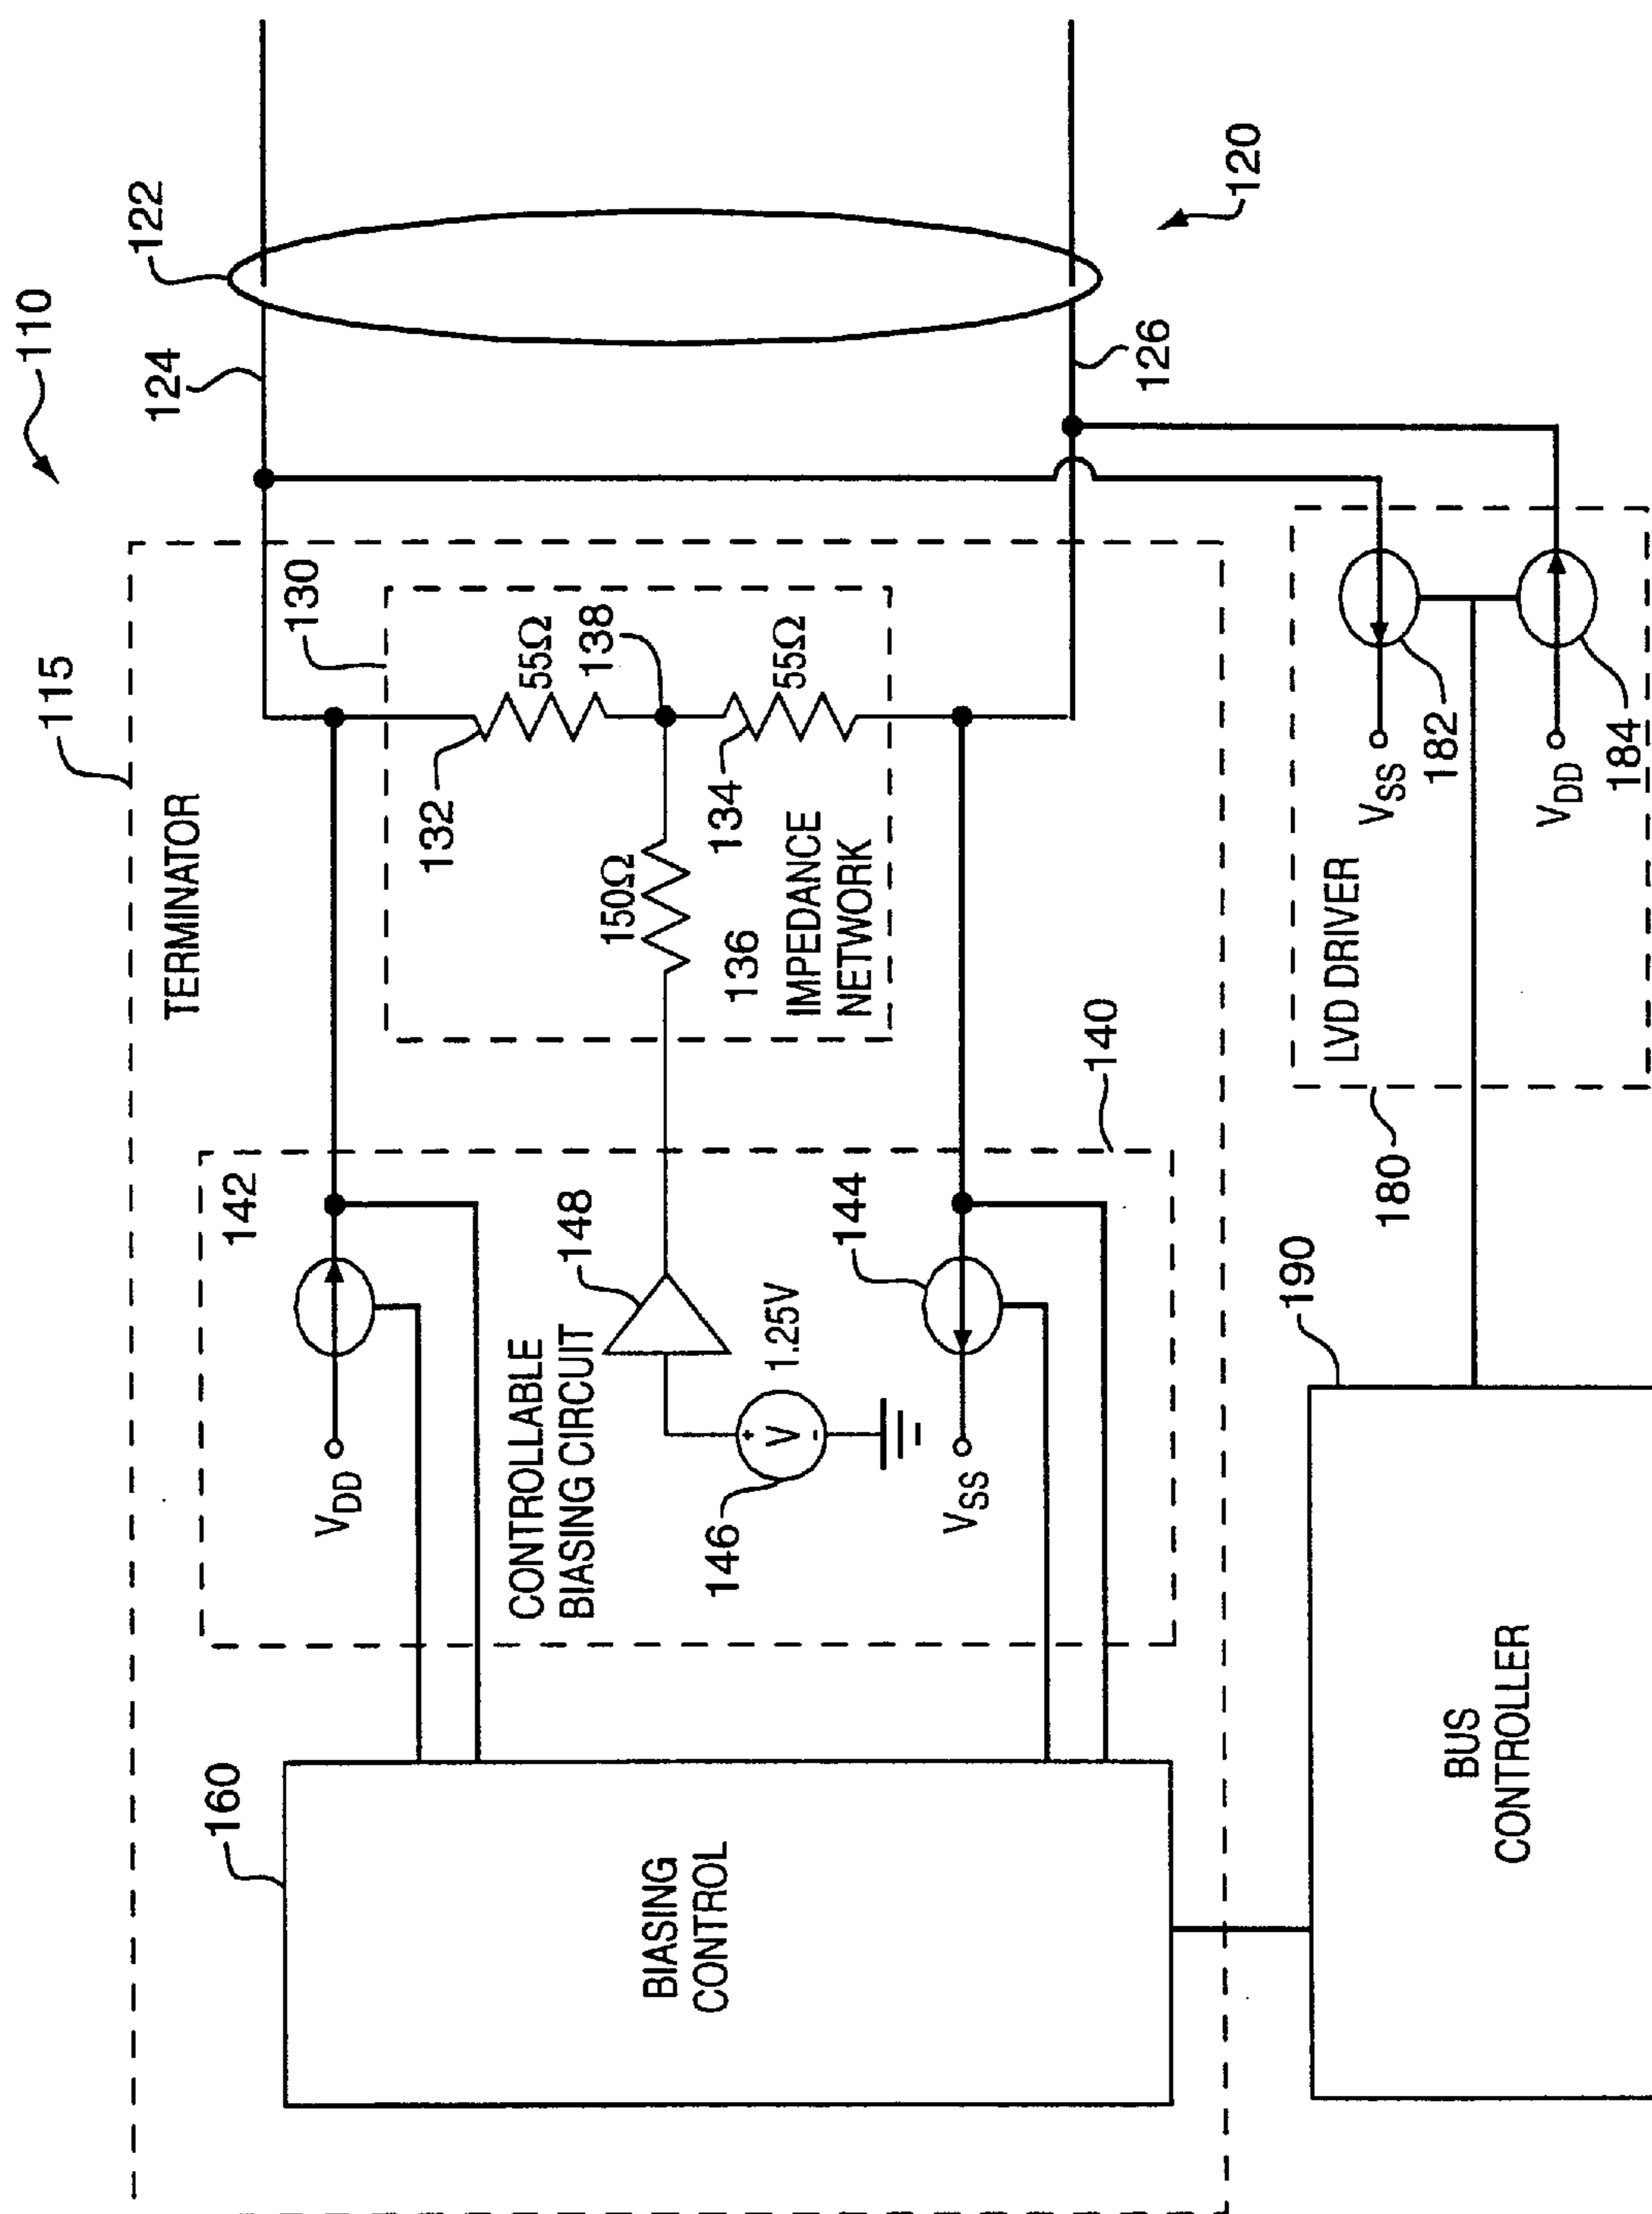 110
115
TERMINATOR
122
124
126
120
130
132
55Ω
138
134
55Ω
150Ω
136
IMPEDANCE
NETWORK
140
142
VDD
CONTROLLABLE
BIASING CIRCUIT
148
146
V
+
-
1.25V
144
VSS
160
BIASING
CONTROL
180
LVD DRIVER
VSS
182
VDD
184
190
BUS
CONTROLLER